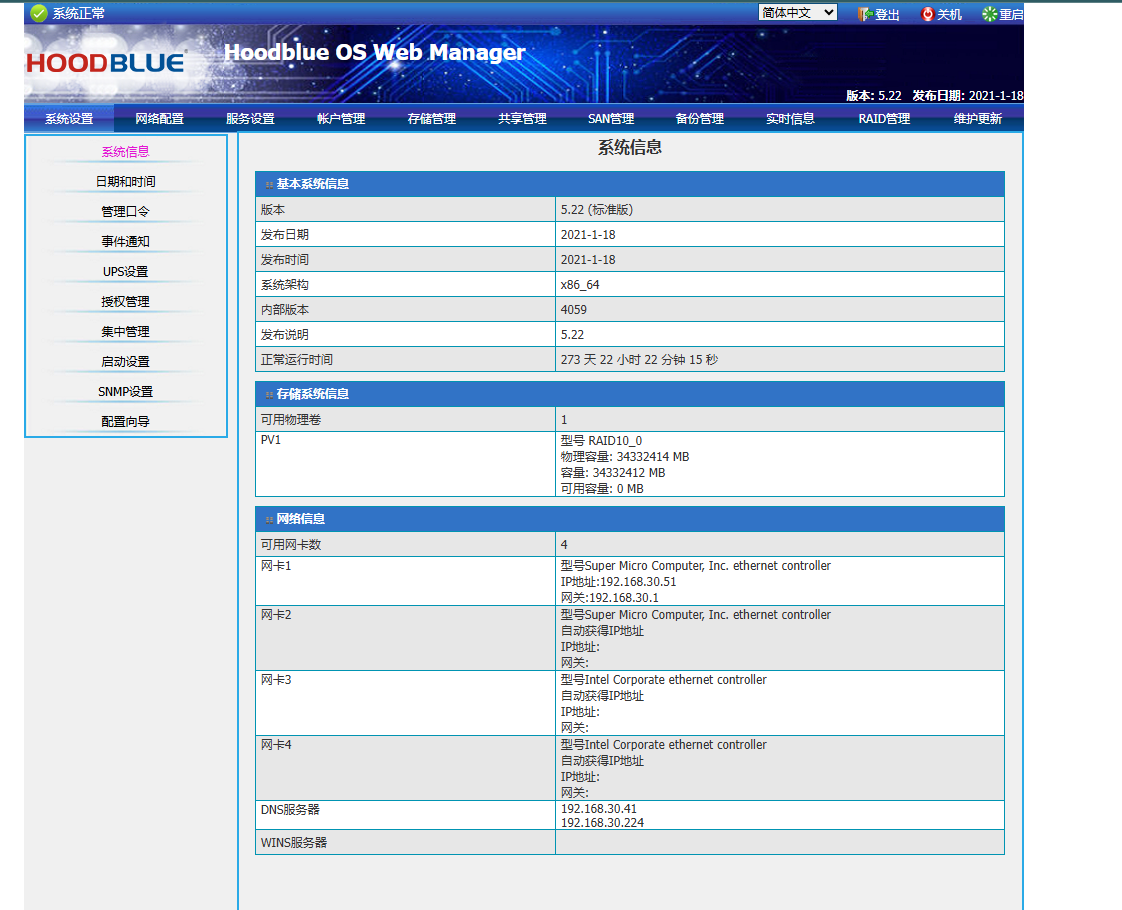 系统正常
简体中文
登出
关机
重启
HOODBLUE
Hoodblue OS Web Manager
版本: 5.22 发布日期: 2021-1-18
系统设置 网络配置 服务设置 帐户管理 存储管理 共享管理 SAN管理 备份管理 实时信息 RAID管理 维护更新
系统信息
日期和时间
管理口令
事件通知
UPS设置
授权管理
集中管理
启动设置
SNMP设置
配置向导
系统信息
基本系统信息
版本 5.22 (标准版)
发布日期 2021-1-18
发布时间 2021-1-18
系统架构 x86_64
内部版本 4059
发布说明 5.22
正常运行时间 273 天 22 小时 22 分钟 15 秒
存储系统信息
可用物理卷 1
PV1 型号 RAID10_0
物理容量: 34332414 MB
容量: 34332412 MB
可用容量: 0 MB
网络信息
可用网卡数 4
网卡1 型号Super Micro Computer, Inc. ethernet controller
IP地址:192.168.30.51
网关:192.168.30.1
网卡2 型号Super Micro Computer, Inc. ethernet controller
自动获得IP地址
IP地址:
网关:
网卡3 型号Intel Corporate ethernet controller
自动获得IP地址
IP地址:
网关:
网卡4 型号Intel Corporate ethernet controller
自动获得IP地址
IP地址:
网关:
DNS服务器 192.168.30.41
192.168.30.224
WINS服务器